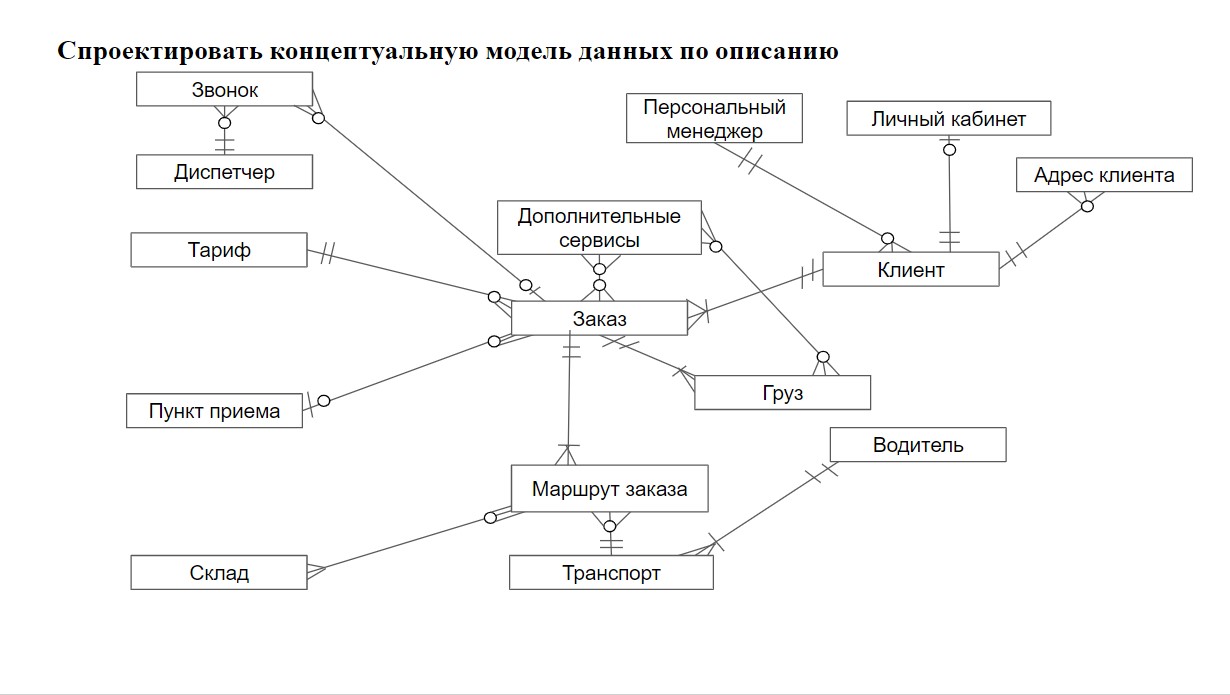 Спроектировать концептуальную модель данных по описанию
Звонок
Персональный
менеджер
Личный кабинет
Диспетчер
Адрес клиента
Дополнительные
сервисы
Тариф
Клиент
Заказ
Груз
Пункт приема
Водитель
Маршрут заказа
Склад
Транспорт